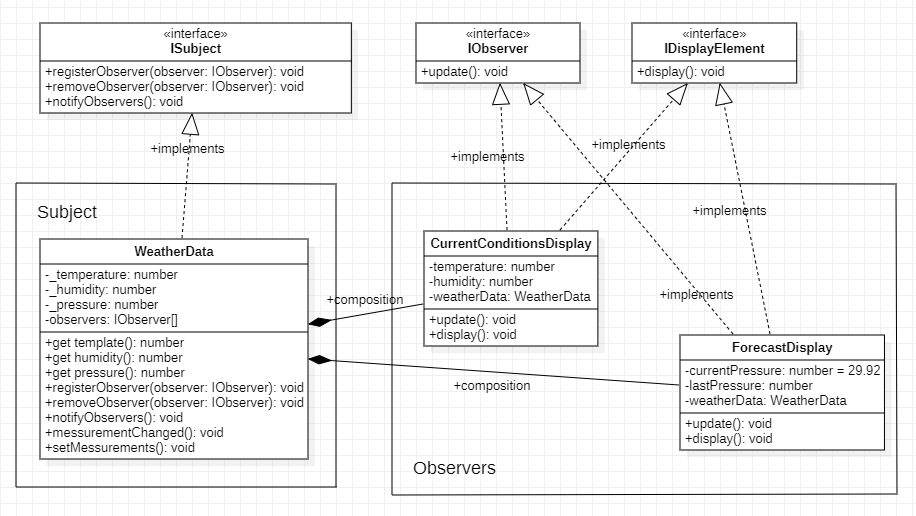 «interface»
ISubject
+registerObserver(observer: IObserver): void
+removeObserver(observer: IObserver): void
+notifyObservers(): void
«interface»
IObserver
+update(): void
«interface»
IDisplayElement
+display(): void
+implements
+implements
+implements
+implements
+implements
Subject
WeatherData
-_temperature: number
-_humidity: number
-_pressure: number
-observers: IObserver[]
+get template(): number
+get humidity(): number
+get pressure(): number
+registerObserver(observer: IObserver): void
+removeObserver(observer: IObserver): void
+notifyObservers(): void
+messurementChanged(): void
+setMessurements(): void
+composition
+composition
CurrentConditionsDisplay
-temperature: number
-humidity: number
-weatherData: WeatherData
+update(): void
+display(): void
ForecastDisplay
-currentPressure: number = 29.92
-lastPressure: number
-weatherData: WeatherData
+update(): void
+display(): void
Observers